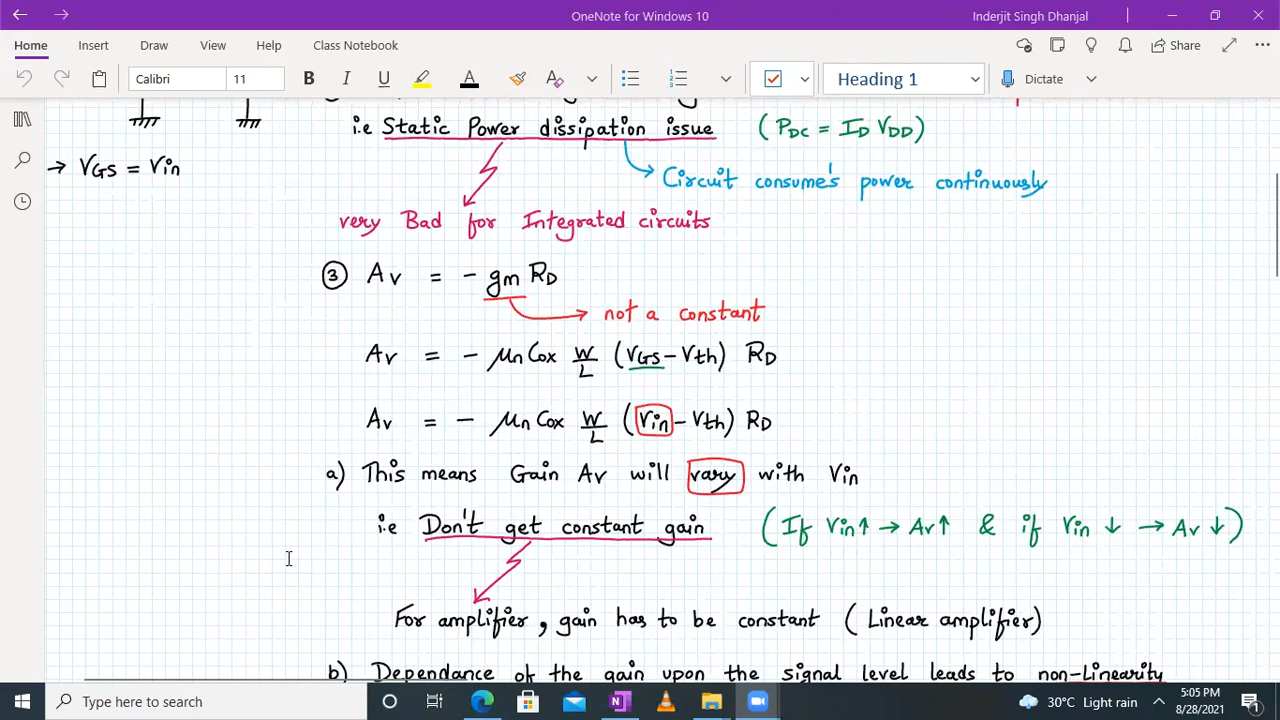 OneNote for Windows 10
Inderjit Singh Dhanjal
Home Insert Draw View Help Class Notebook
Share
Calibri 11 B I U A Heading 1 Dictate
i.e Static Power dissipation issue (PDC = ID VDD)
→ VGS = Vin
Circuit consume's power continuously
very Bad for Integrated circuits
③ Av = - gm RD
not a constant
Av = - μn Cox W/L (VGS - Vth) RD
Av = - μn Cox W/L (Vin - Vth) RD
a) This means Gain Av will vary with Vin
i.e Don't get constant gain (If Vin↑ → Av↑ & if Vin ↓ → Av ↓)
For amplifier, gain has to be constant (Linear amplifier)
b) Dependance of the gain upon the signal level leads to non-linearity
Type here to search
30°C Light rain
5:05 PM
8/28/2021
1